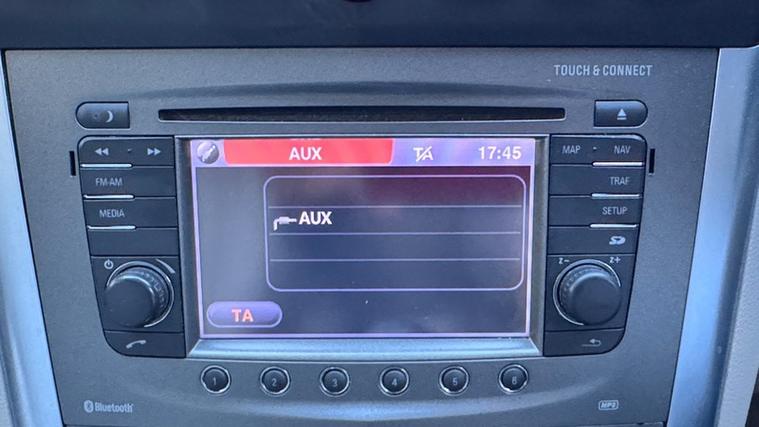 TOUCH & CONNECT
AUX TA 17:45
MAP NAV
FM-AM
TRAF
MEDIA
SETUP
AUX
SD
z- z+
TA
1 2 3 4 5 6
Bluetooth
MP3